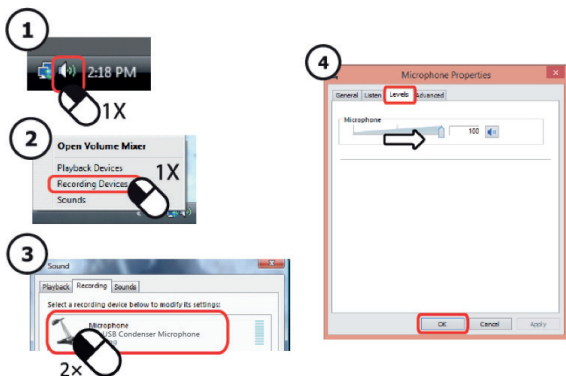 1
2:18 PM
1X
2
Open Volume Mixer
Playback Devices
Recording Devices
1X
Sounds
3
Sound
Playback Recording Sounds
Select a recording device below to modify its settings:
Microphone
USB Condenser Microphone
2x
4
Microphone Properties
General Listen Levels Advanced
Microphone
100
OK Cancel Apply